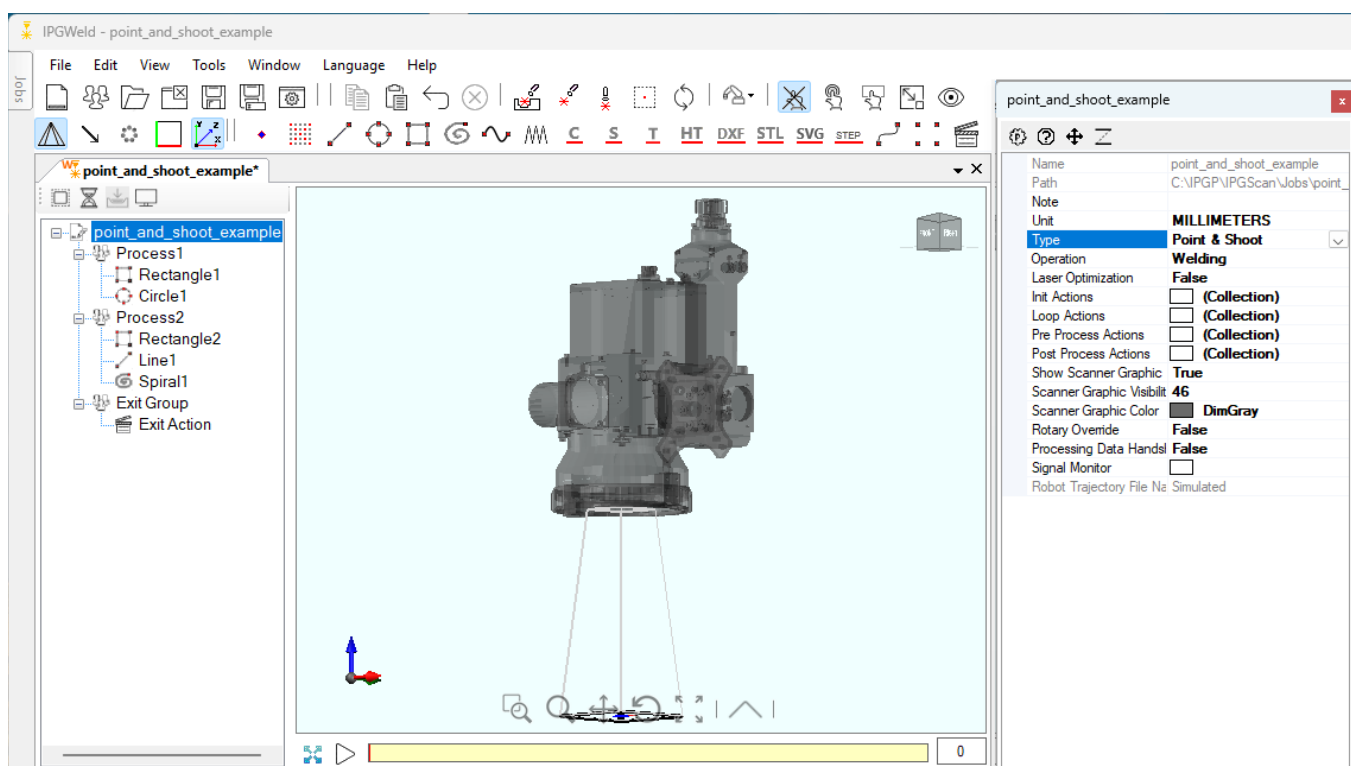 IPGWeld - point_and_shoot_example
Jobs
File Edit View Tools Window Language Help
C S T HT DXF STL SVG STEP
point_and_shoot_example*
point_and_shoot_example
Process1
Rectangle1
Circle1
Process2
Rectangle2
Line1
Spiral1
Exit Group
Exit Action
0
point_and_shoot_example
Name point_and_shoot_example
Path C:\IPGP\IPGScan\Jobs\point_
Note
Unit MILLIMETERS
Type Point & Shoot
Operation Welding
Laser Optimization False
Init Actions (Collection)
Loop Actions (Collection)
Pre Process Actions (Collection)
Post Process Actions (Collection)
Show Scanner Graphic True
Scanner Graphic Visibilit 46
Scanner Graphic Color DimGray
Rotary Override False
Processing Data Handsl False
Signal Monitor
Robot Trajectory File Na Simulated